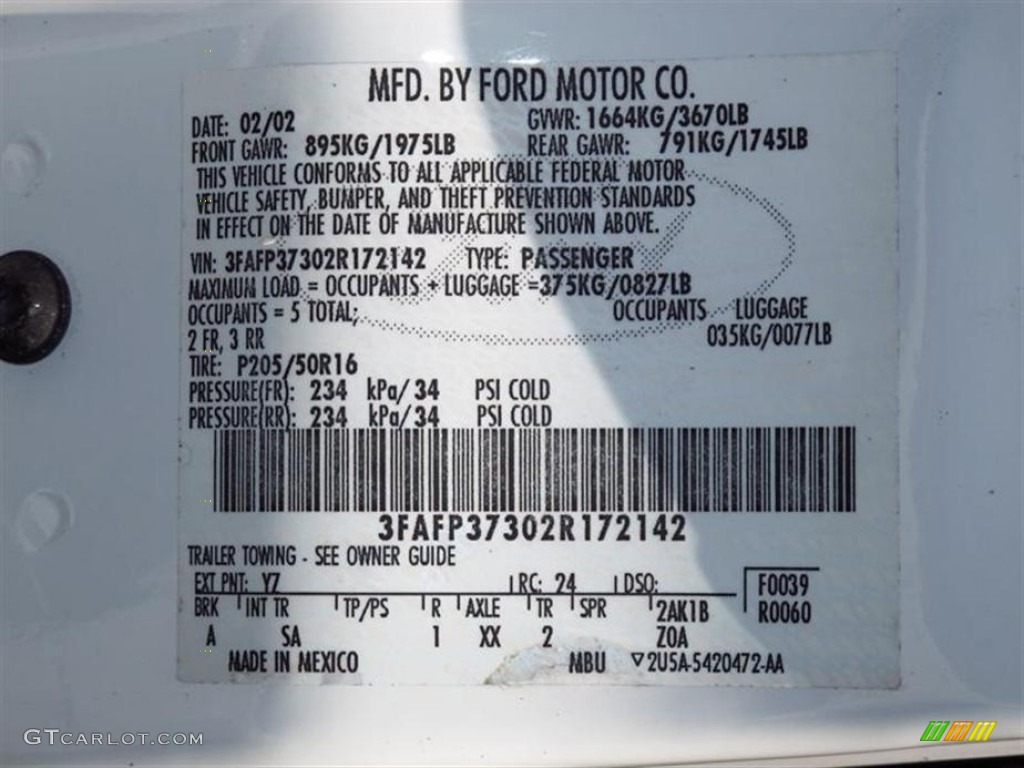 MFD. BY FORD MOTOR CO.
DATE: 02/02 GVWR: 1664KG/3670LB
FRONT GAWR: 895KG/1975LB REAR GAWR: 791KG/1745LB
THIS VEHICLE CONFORMS TO ALL APPLICABLE FEDERAL MOTOR
VEHICLE SAFETY, BUMPER, AND THEFT PREVENTION STANDARDS
IN EFFECT ON THE DATE OF MANUFACTURE SHOWN ABOVE.
VIN: 3FAFP37302R172142 TYPE: PASSENGER
MAXIMUM LOAD = OCCUPANTS + LUGGAGE =375KG/0827LB
OCCUPANTS = 5 TOTAL; OCCUPANTS LUGGAGE
2 FR, 3 RR 035KG/0077LB
TIRE: P205/50R16
PRESSURE(FR): 234 kPa/ 34 PSI COLD
PRESSURE(RR): 234 kPa/ 34 PSI COLD
3FAFP37302R172142
TRAILER TOWING - SEE OWNER GUIDE
EXT PNT: YZ RC: 24 DSO: F0039
BRK INT TR TP/PS R AXLE TR SPR 2AK1B R0060
A SA 1 XX 2 Z0A
MADE IN MEXICO MBU ▽2U5A-5420472-AA
GTCARLOT.COM